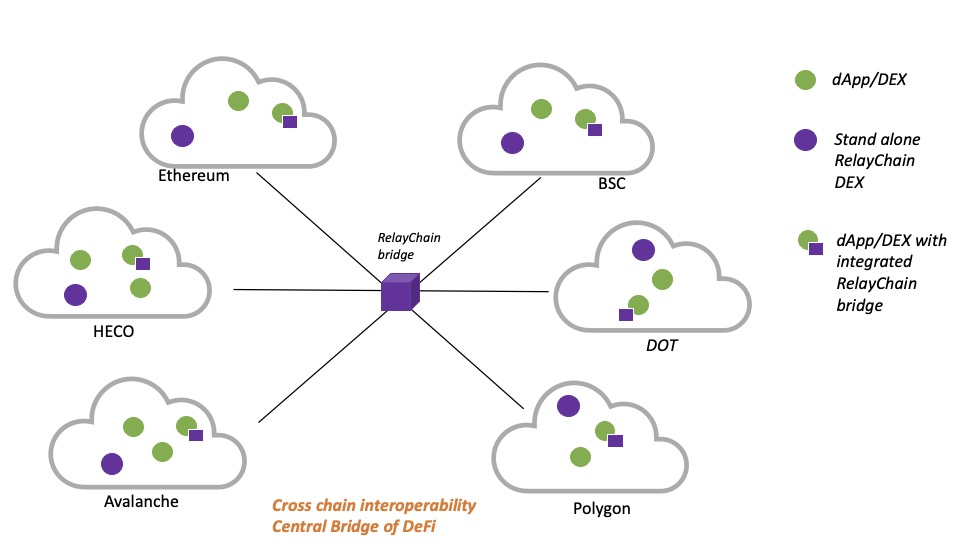 dApp/DEX
Stand alone
RelayChain
DEX
dApp/DEX with
integrated
RelayChain
bridge
Ethereum
BSC
RelayChain
bridge
HECO
DOT
Avalanche
Polygon
Cross chain interoperability
Central Bridge of DeFi